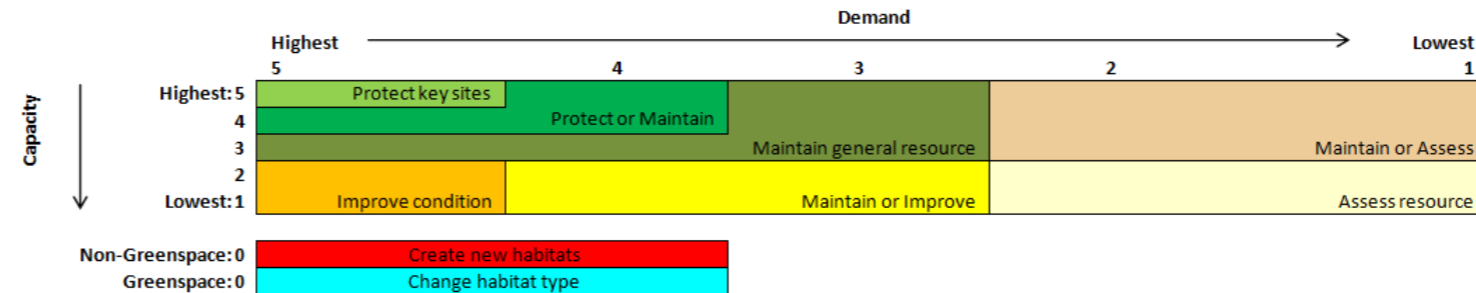 Demand
Highest Lowest
5 4 3 2 1
Capacity
Highest: 5 Protect key sites
4 Protect or Maintain
3 Maintain general resource Maintain or Assess
2
Lowest: 1 Improve condition Maintain or Improve Assess resource
Non-Greenspace: 0 Create new habitats
Greenspace: 0 Change habitat type